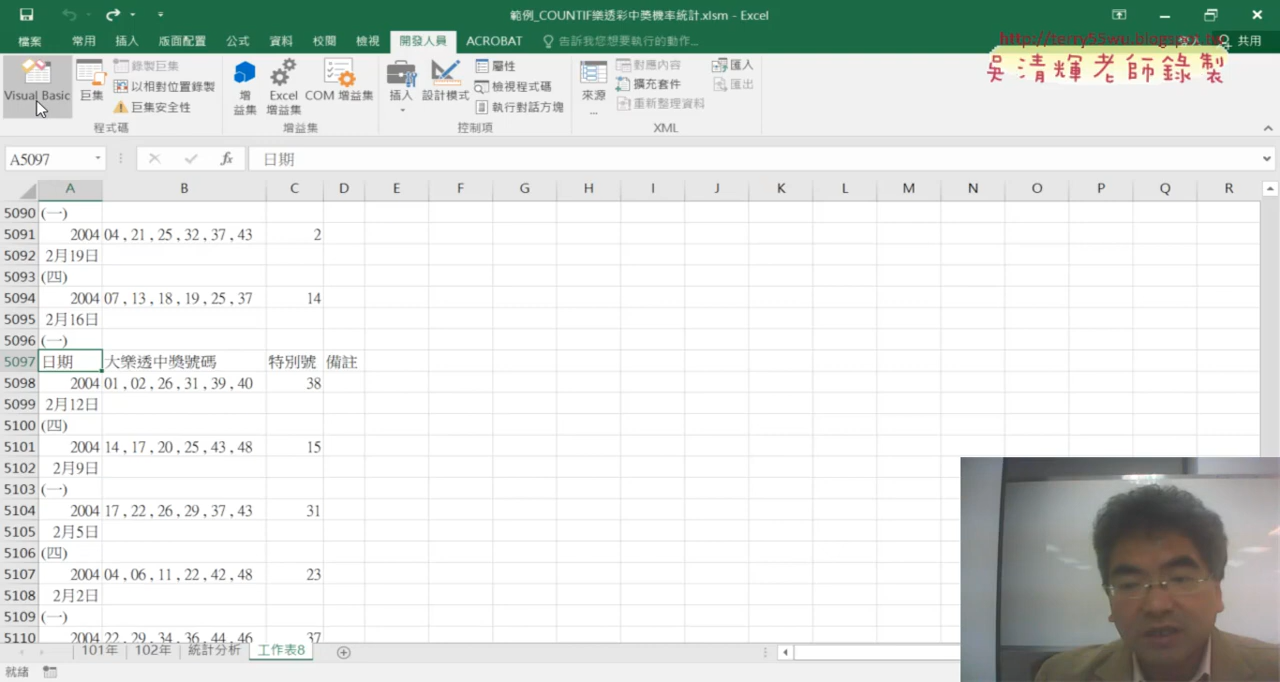 範例_COUNTIF樂透彩中獎機率統計.xlsm - Excel
檔案 常用 插入 版面配置 公式 資料 校閱 檢視 開發人員 ACROBAT 告訴我您想要執行的動作... 共用
http://terry55wu.blogspot.tw
吳清輝老師錄製
Visual Basic 巨集 錄製巨集 以相對位置錄製 巨集安全性 程式碼
增益集 Excel 增益集 COM 增益集 增益集
插入 設計模式 屬性 檢視程式碼 執行對話方塊 控制項
來源... 對應內容 擴充套件 重新整理資料 匯入 匯出 XML
A5097 fx 日期
A B C D E F G H I J K L M N O P Q R
5090 (一)
5091 2004 04 , 21 , 25 , 32 , 37 , 43 2
5092 2月19日
5093 (四)
5094 2004 07 , 13 , 18 , 19 , 25 , 37 14
5095 2月16日
5096 (一)
5097 日期 大樂透中獎號碼 特別號 備註
5098 2004 01 , 02 , 26 , 31 , 39 , 40 38
5099 2月12日
5100 (四)
5101 2004 14 , 17 , 20 , 25 , 43 , 48 15
5102 2月9日
5103 (一)
5104 2004 17 , 22 , 26 , 29 , 37 , 43 31
5105 2月5日
5106 (四)
5107 2004 04 , 06 , 11 , 22 , 42 , 48 23
5108 2月2日
5109 (一)
5110 2004 22 , 29 , 34 , 36 , 44 , 46 37
101年 102年 統計分析 工作表8
就緒